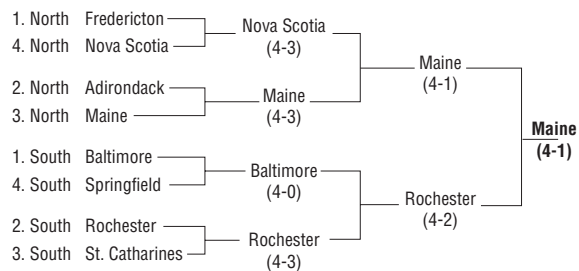 1. North Fredericton
4. North Nova Scotia
Nova Scotia
(4-3)
2. North Adirondack
3. North Maine
Maine
(4-3)
Maine
(4-1)
1. South Baltimore
4. South Springfield
Baltimore
(4-0)
2. South Rochester
3. South St. Catharines
Rochester
(4-3)
Rochester
(4-2)
Maine
(4-1)